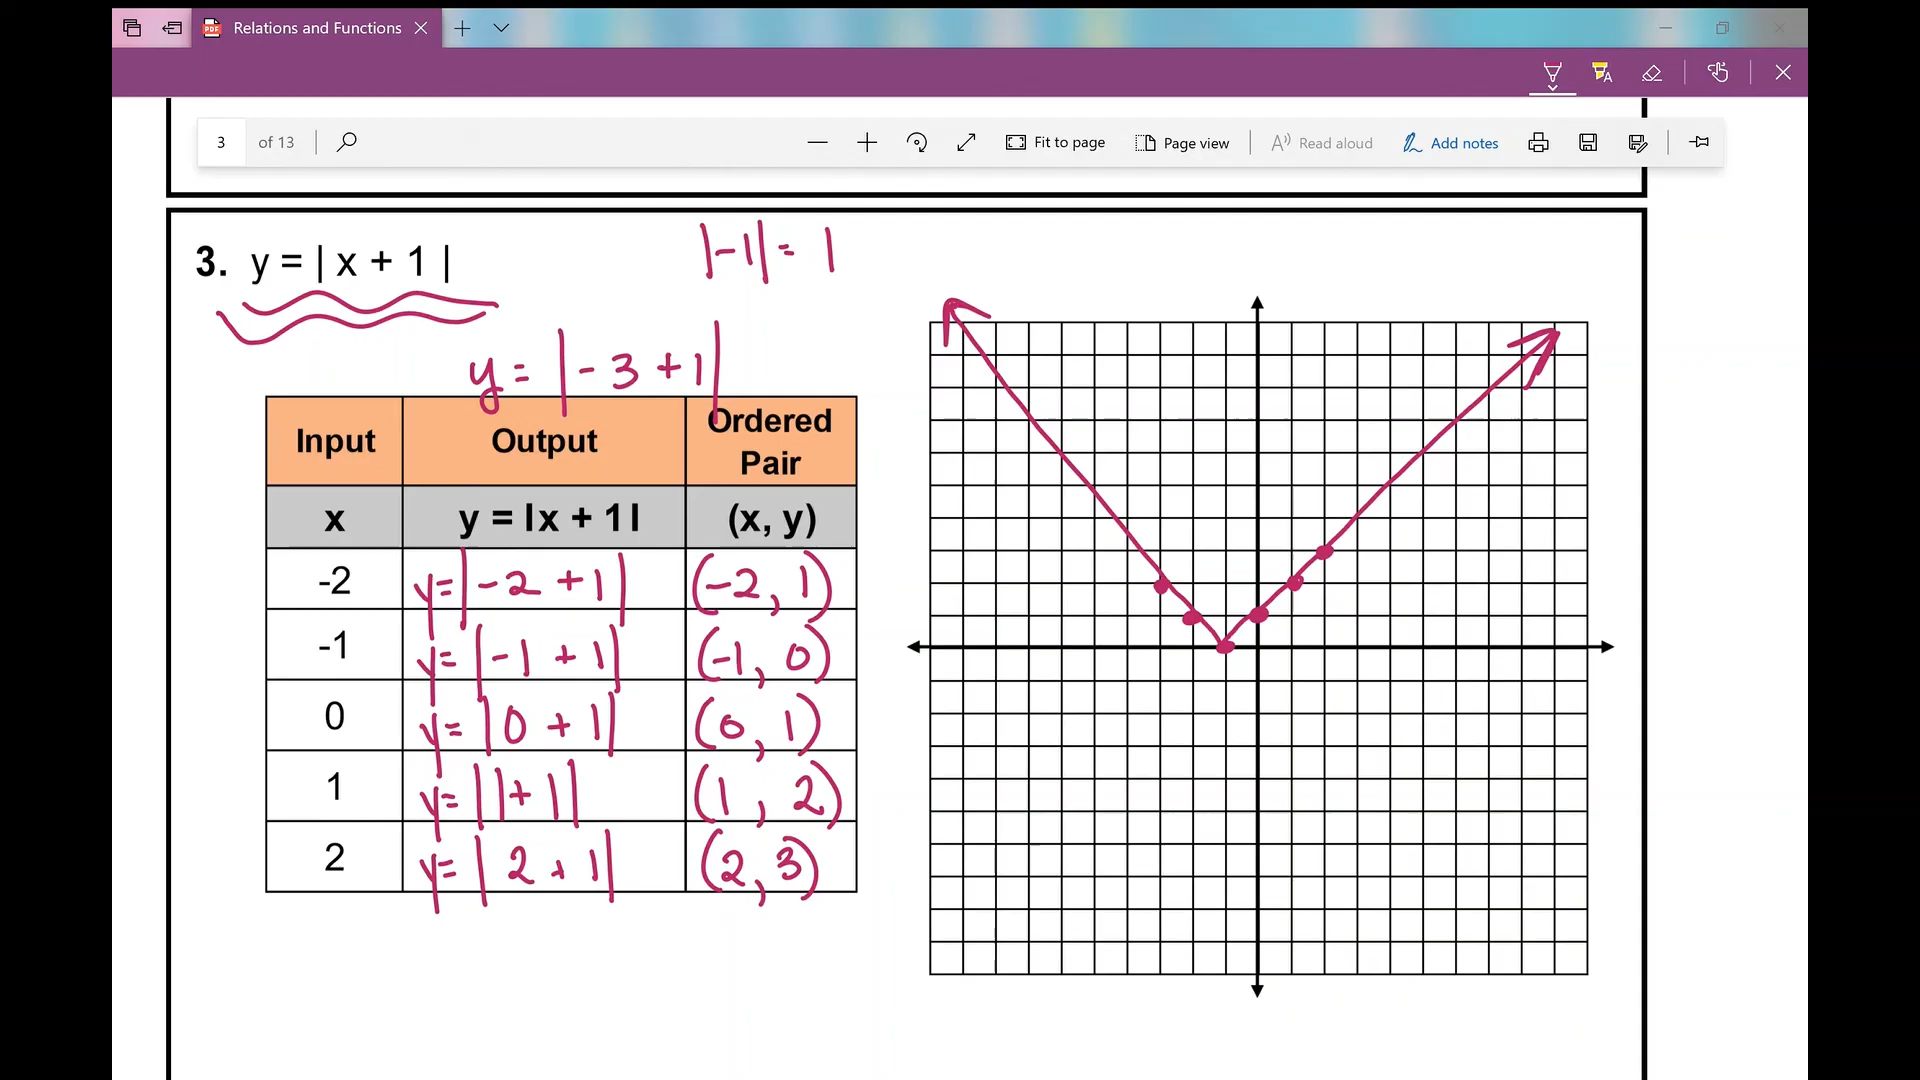 Relations and Functions
3 of 13 Fit to page Page view Read aloud Add notes
3. y = | x + 1 |
|-1| = 1
y = |-3 + 1|
Input Output Ordered Pair
x y = lx + 1l (x, y)
-2 y=|-2 + 1| (-2, 1)
-1 y=|-1 + 1| (-1, 0)
0 y=|0 + 1| (0, 1)
1 y=|1 + 1| (1, 2)
2 y=|2 + 1| (2, 3)